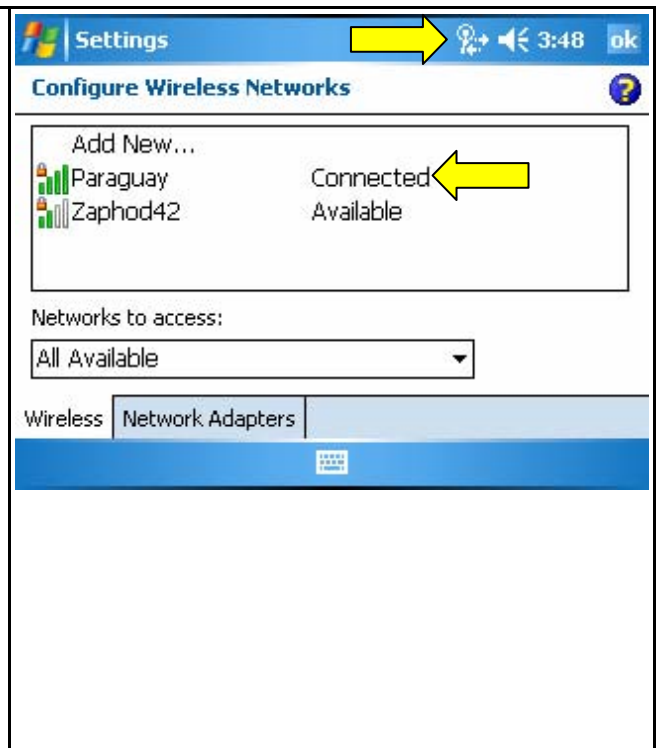 Settings 3:48 ok
Configure Wireless Networks ?
Add New...
Paraguay Connected
Zaphod42 Available
Networks to access:
All Available
Wireless Network Adapters